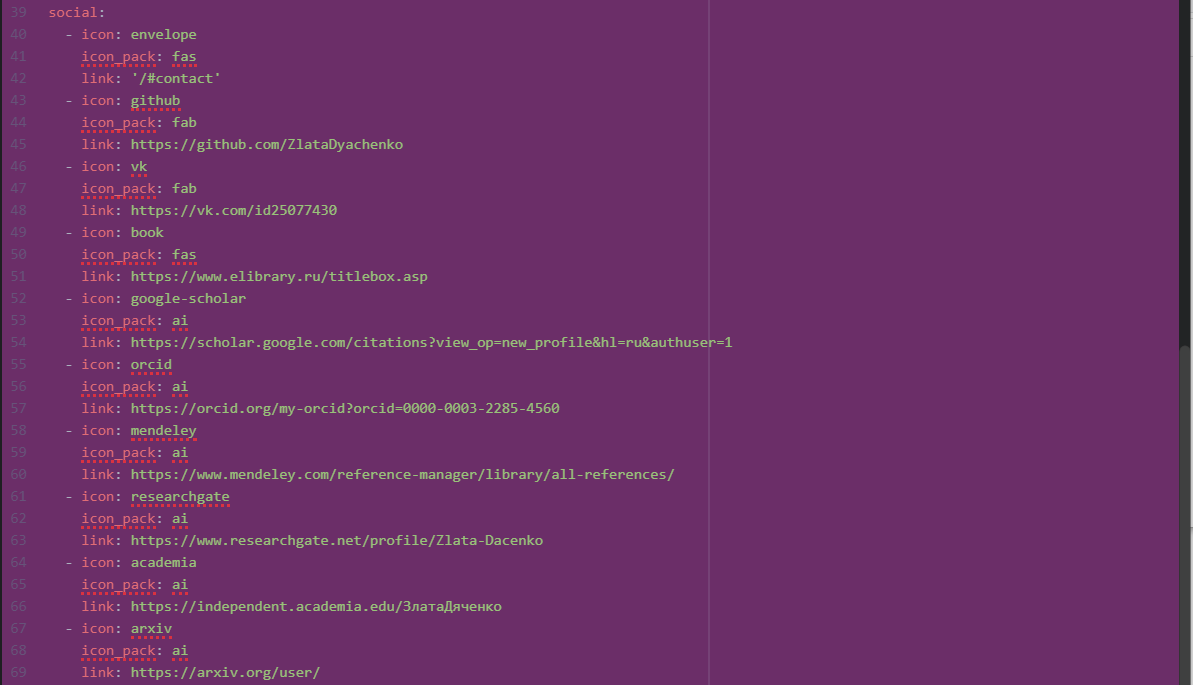 39 social:
40 - icon: envelope
41 icon_pack: fas
42 link: '/#contact'
43 - icon: github
44 icon_pack: fab
45 link: https://github.com/ZlataDyachenko
46 - icon: vk
47 icon_pack: fab
48 link: https://vk.com/id25077430
49 - icon: book
50 icon_pack: fas
51 link: https://www.elibrary.ru/titlebox.asp
52 - icon: google-scholar
53 icon_pack: ai
54 link: https://scholar.google.com/citations?view_op=new_profile&hl=ru&authuser=1
55 - icon: orcid
56 icon_pack: ai
57 link: https://orcid.org/my-orcid?orcid=0000-0003-2285-4560
58 - icon: mendeley
59 icon_pack: ai
60 link: https://www.mendeley.com/reference-manager/library/all-references/
61 - icon: researchgate
62 icon_pack: ai
63 link: https://www.researchgate.net/profile/Zlata-Dacenko
64 - icon: academia
65 icon_pack: ai
66 link: https://independent.academia.edu/ЗлатаДяченко
67 - icon: arxiv
68 icon_pack: ai
69 link: https://arxiv.org/user/